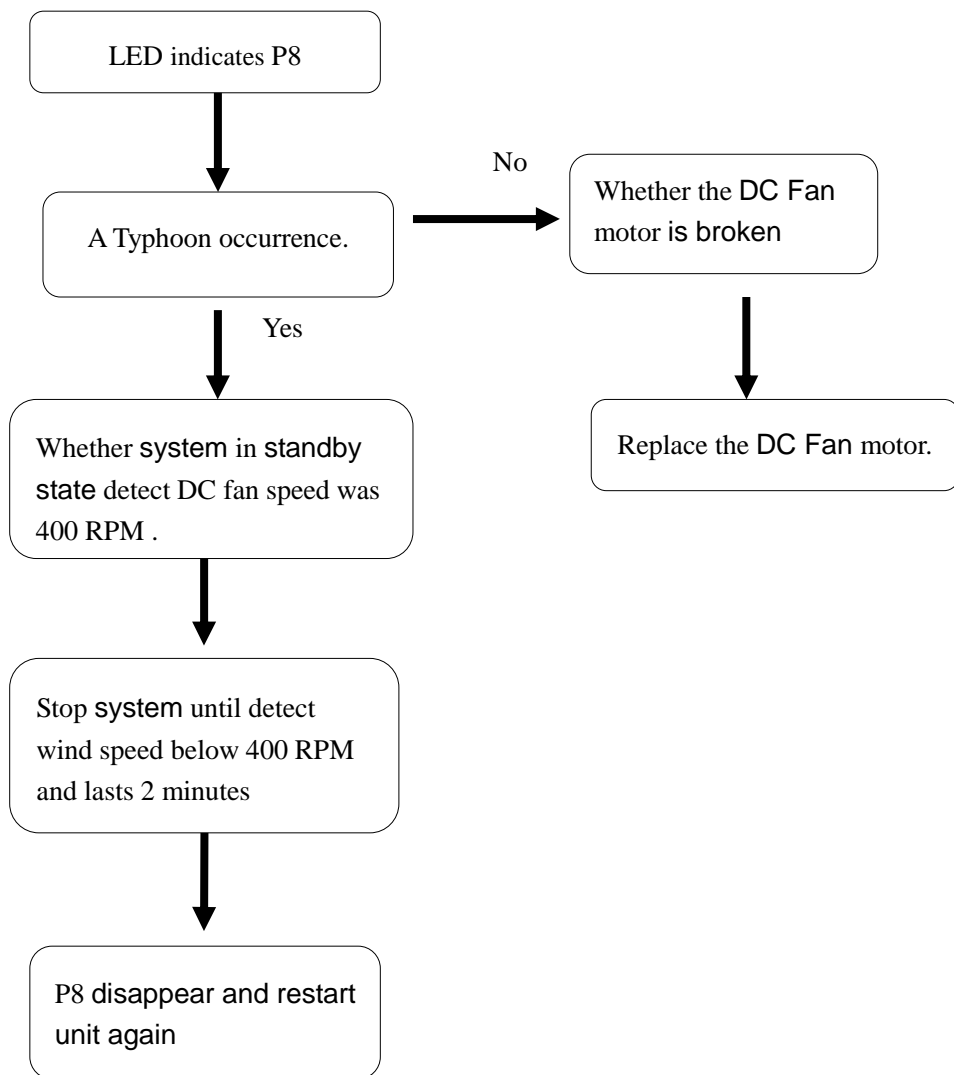 LED indicates P8
No
Whether the DC Fan
motor is broken
A Typhoon occurrence.
Yes
Whether system in standby
state detect DC fan speed was
400 RPM .
Replace the DC Fan motor.
Stop system until detect
wind speed below 400 RPM
and lasts 2 minutes
P8 disappear and restart
unit again